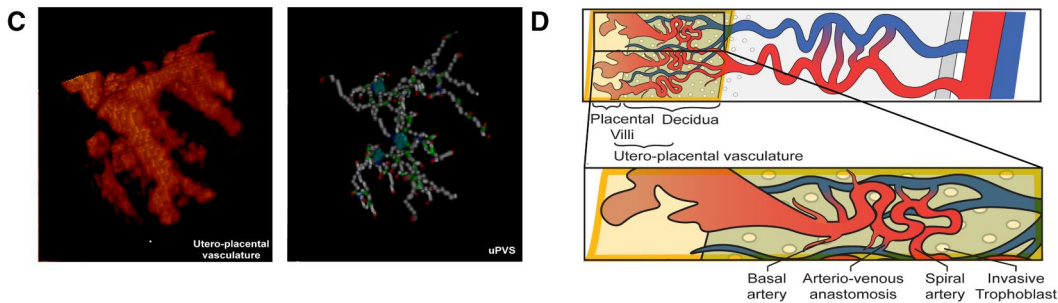 C
Utero-placental
vasculature
uPVS
D
Placental
Decidua
Villi
Utero-placental vasculature
Basal
artery
Arterio-venous
anastomosis
Spiral
artery
Invasive
Trophoblast